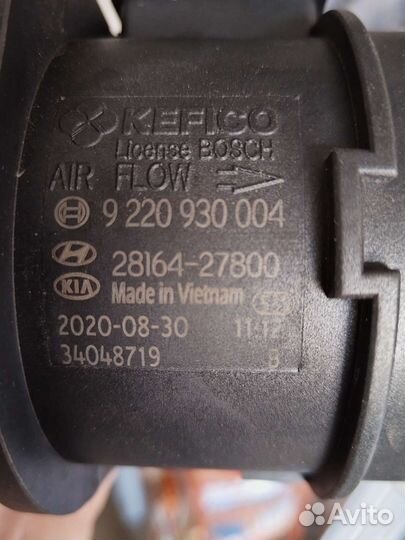 KEFICO
License BOSCH
AIR FLOW
9 220 930 004
28164-27800
KIA Made in Vietnam
2020-08-30 11:12
34048719
Avito